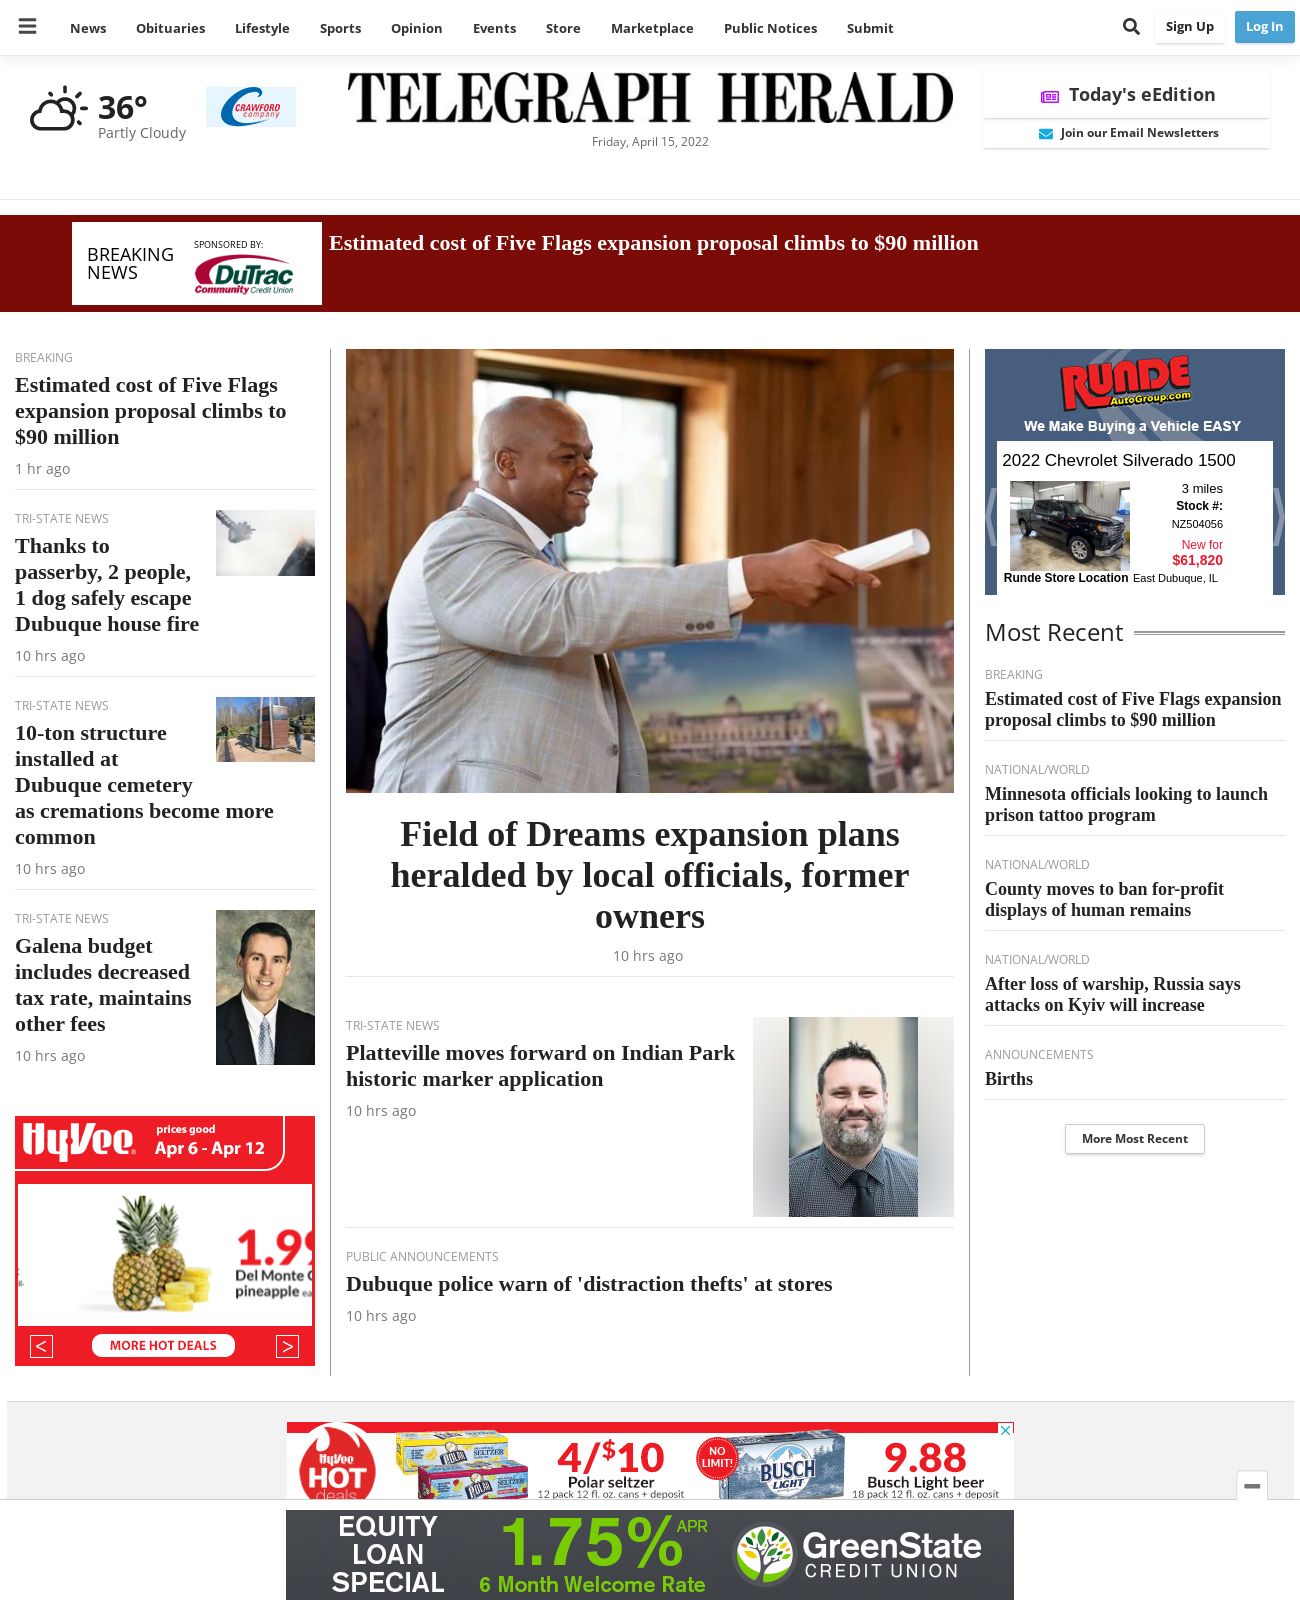 News Obituaries Lifestyle Sports Opinion Events Store Marketplace Public Notices Submit Sign Up Log In
36°
Partly Cloudy
CRAWFORD
company
TELEGRAPH HERALD
Friday, April 15, 2022
Today's eEdition
Join our Email Newsletters
BREAKING
NEWS
SPONSORED BY:
DuTrac
Community Credit Union
Estimated cost of Five Flags expansion proposal climbs to $90 million
BREAKING
Estimated cost of Five Flags
expansion proposal climbs to
$90 million
1 hr ago
TRI-STATE NEWS
Thanks to
passerby, 2 people,
1 dog safely escape
Dubuque house fire
10 hrs ago
TRI-STATE NEWS
10-ton structure
installed at
Dubuque cemetery
as cremations become more
common
10 hrs ago
TRI-STATE NEWS
Galena budget
includes decreased
tax rate, maintains
other fees
10 hrs ago
HyVee
prices good
Apr 6 - Apr 12
1.99
Del Monte
pineapple ea
< MORE HOT DEALS >
Field of Dreams expansion plans
heralded by local officials, former
owners
10 hrs ago
TRI-STATE NEWS
Platteville moves forward on Indian Park
historic marker application
10 hrs ago
PUBLIC ANNOUNCEMENTS
Dubuque police warn of 'distraction thefts' at stores
10 hrs ago
RUNDE
AutoGroup.com
We Make Buying a Vehicle EASY
2022 Chevrolet Silverado 1500
3 miles
Stock #:
NZ504056
New for
$61,820
Runde Store Location East Dubuque, IL
Most Recent
BREAKING
Estimated cost of Five Flags expansion
proposal climbs to $90 million
NATIONAL/WORLD
Minnesota officials looking to launch
prison tattoo program
NATIONAL/WORLD
County moves to ban for-profit
displays of human remains
NATIONAL/WORLD
After loss of warship, Russia says
attacks on Kyiv will increase
ANNOUNCEMENTS
Births
More Most Recent
HyVee
HOT
deals
POLAR
POLAR
4/$10
Polar seltzer
12 pack 12 fl. oz. cans + deposit
NO
LIMIT!
BUSCH
LIGHT
9.88
Busch Light beer
18 pack 12 fl. oz. cans + deposit
EQUITY
LOAN
SPECIAL
1.75% APR
6 Month Welcome Rate
GreenState
CREDIT UNION